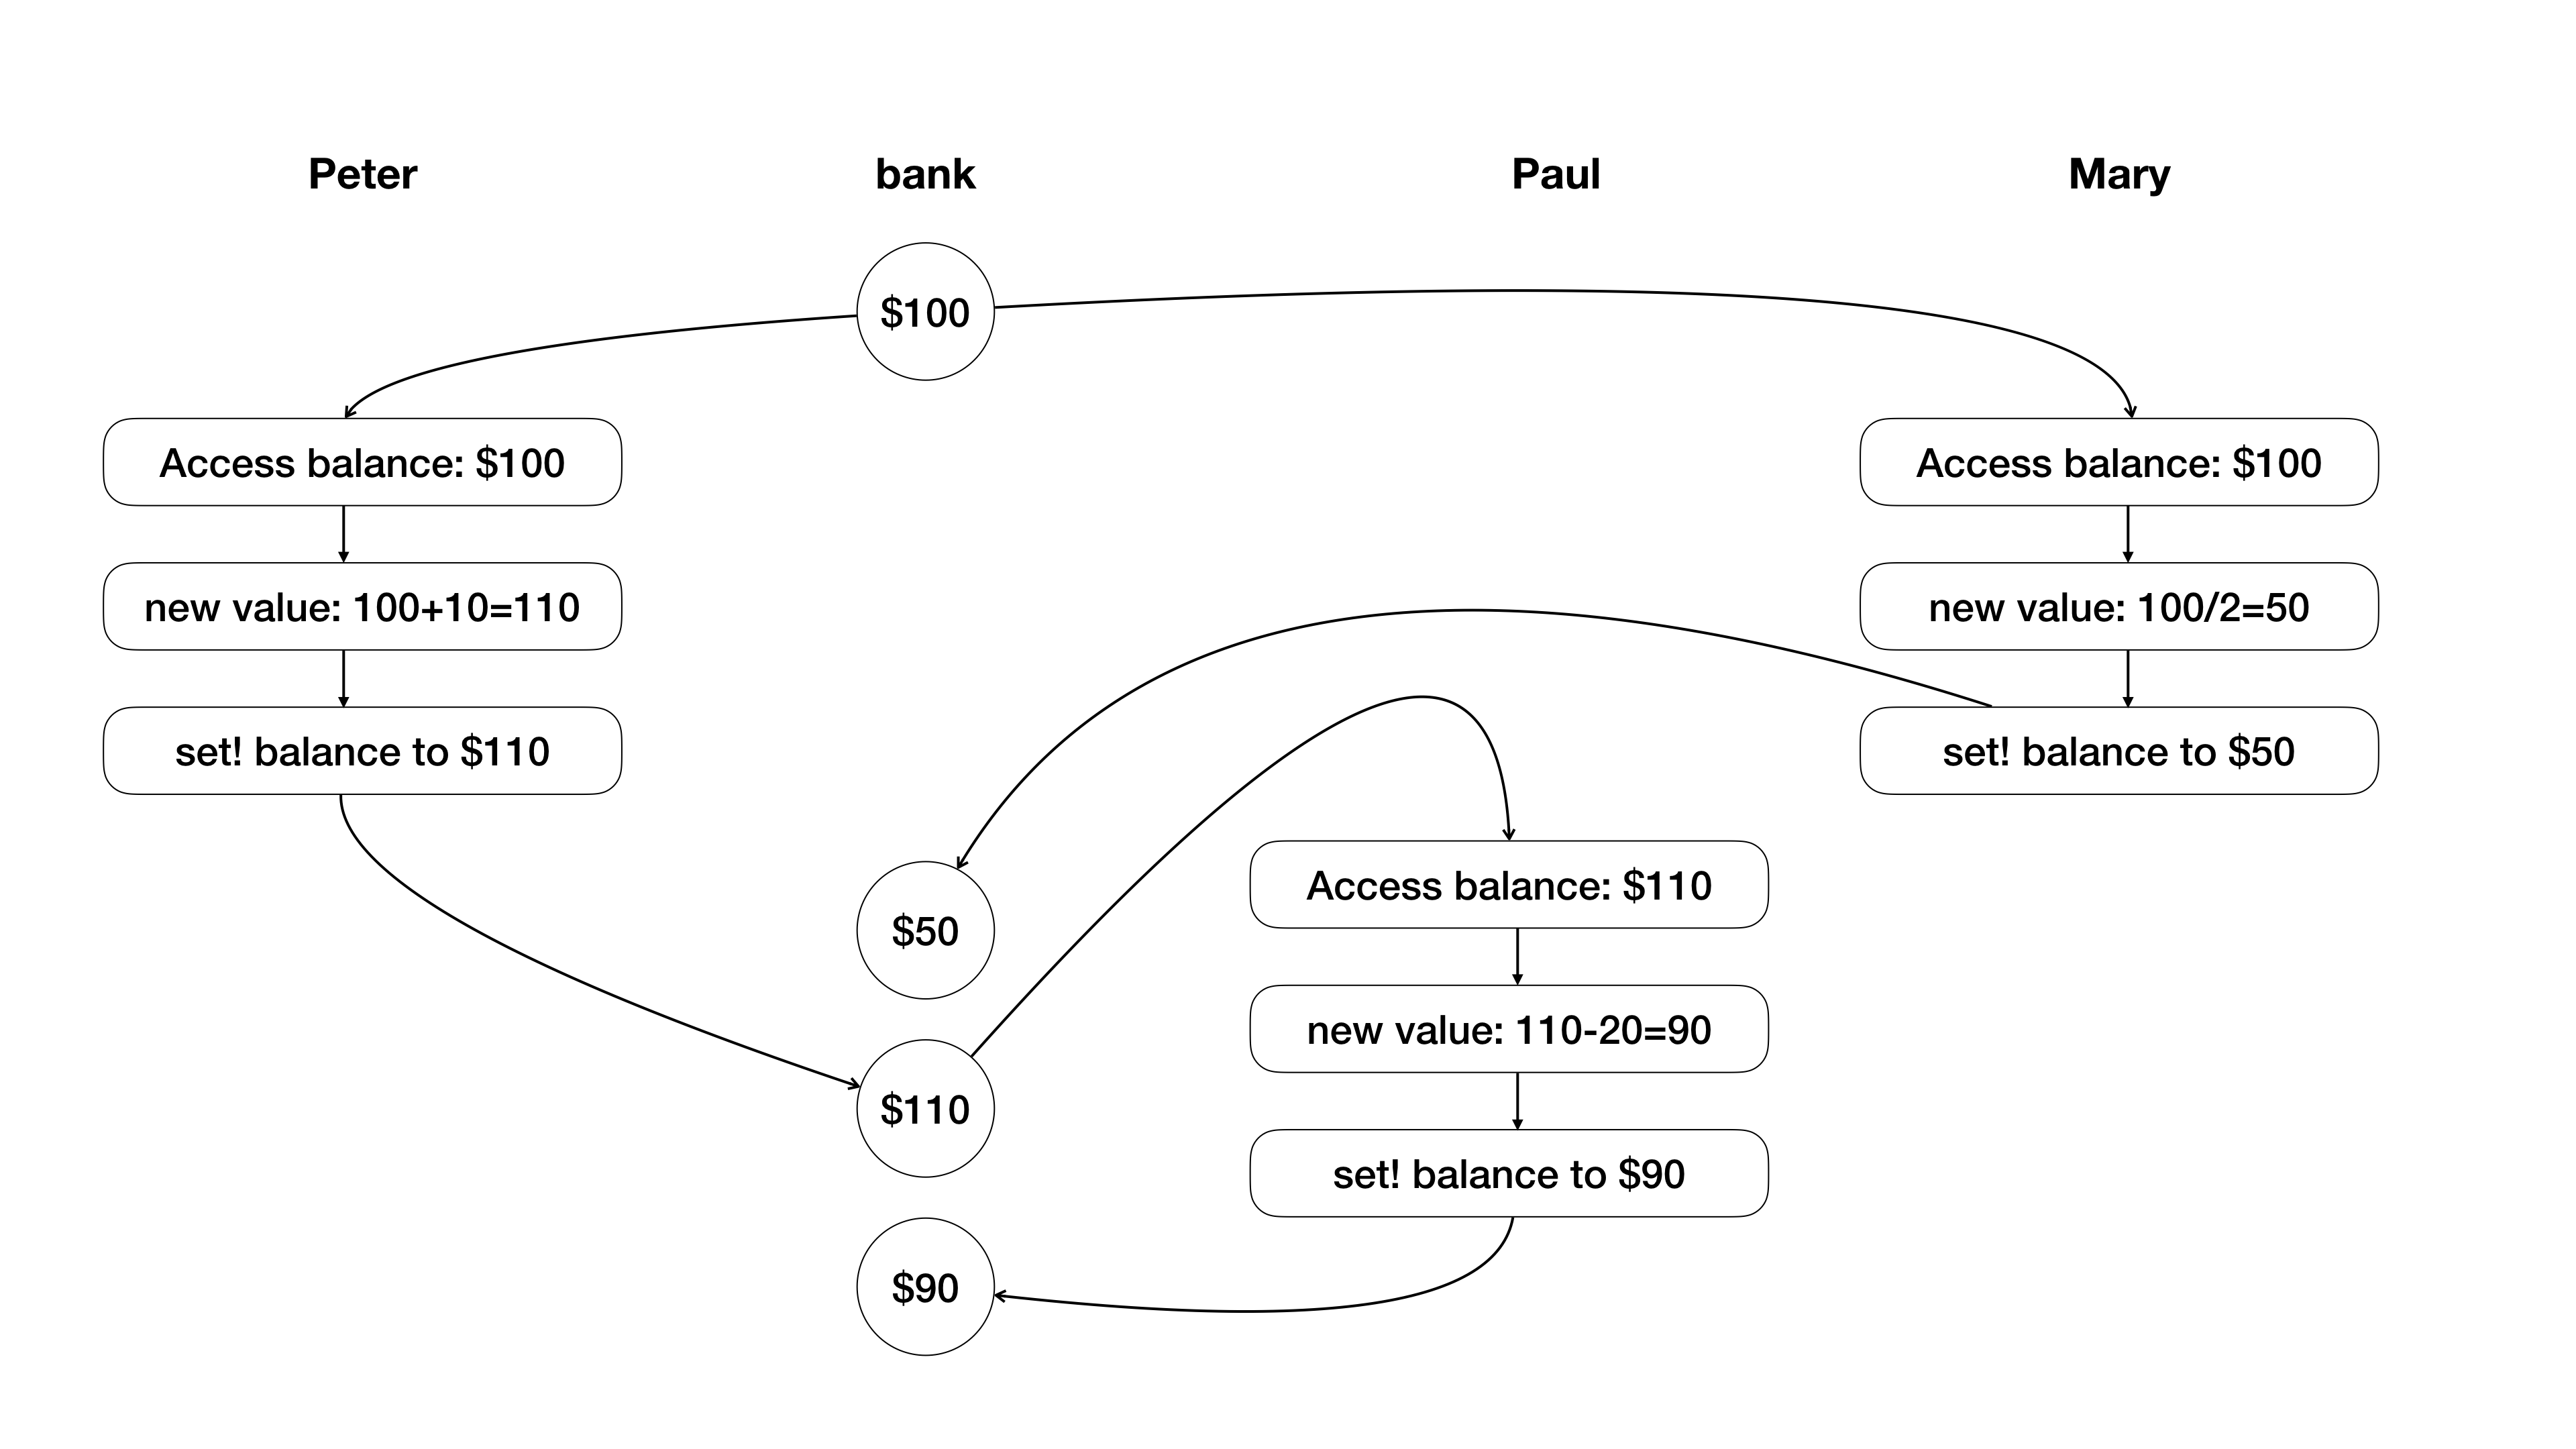 Peter
bank
Paul
Mary
$100
Access balance: $100
Access balance: $100
new value: 100+10=110
new value: 100/2=50
set! balance to $110
set! balance to $50
Access balance: $110
$50
new value: 110-20=90
$110
set! balance to $90
$90